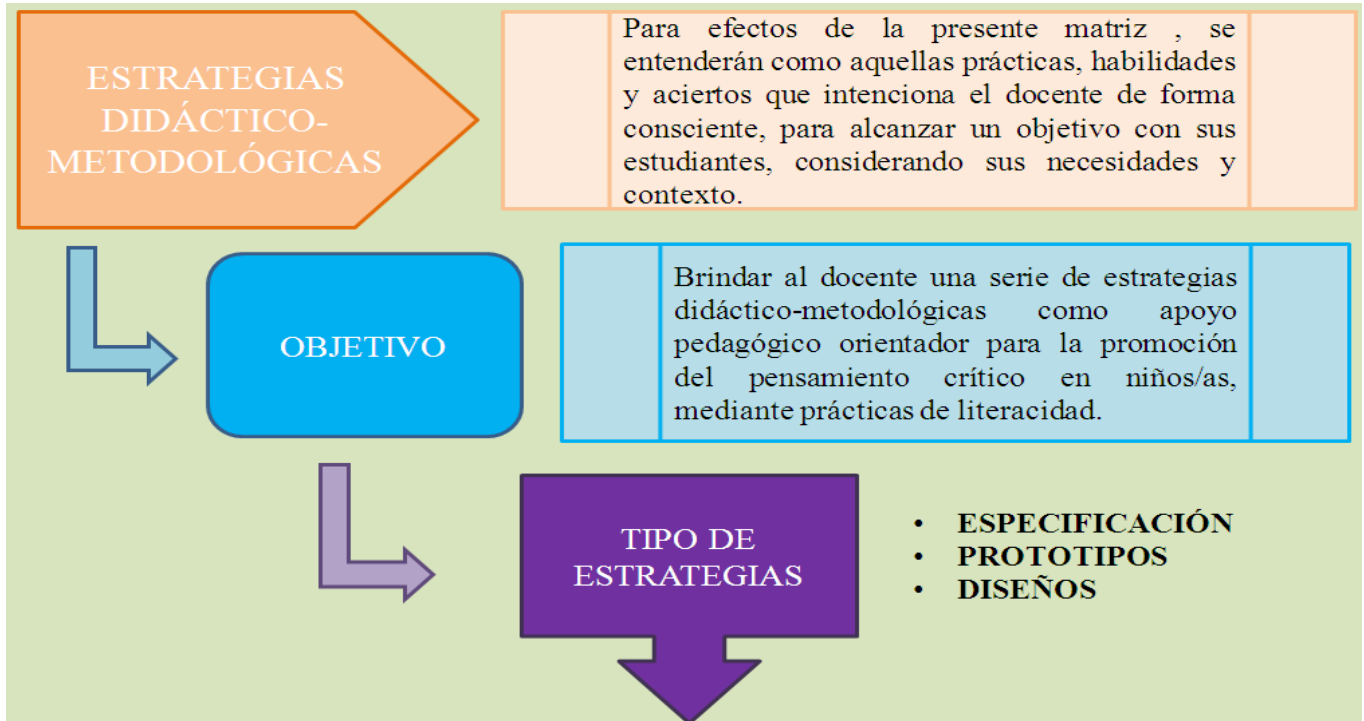 ESTRATEGIAS
DIDÁCTICO-
METODOLÓGICAS
Para efectos de la presente matriz , se
entenderán como aquellas prácticas, habilidades
y aciertos que intenciona el docente de forma
consciente, para alcanzar un objetivo con sus
estudiantes, considerando sus necesidades y
contexto.
OBJETIVO
Brindar al docente una serie de estrategias
didáctico-metodológicas como apoyo
pedagógico orientador para la promoción
del pensamiento crítico en niños/as,
mediante prácticas de literacidad.
TIPO DE
ESTRATEGIAS
• ESPECIFICACIÓN
• PROTOTIPOS
• DISEÑOS